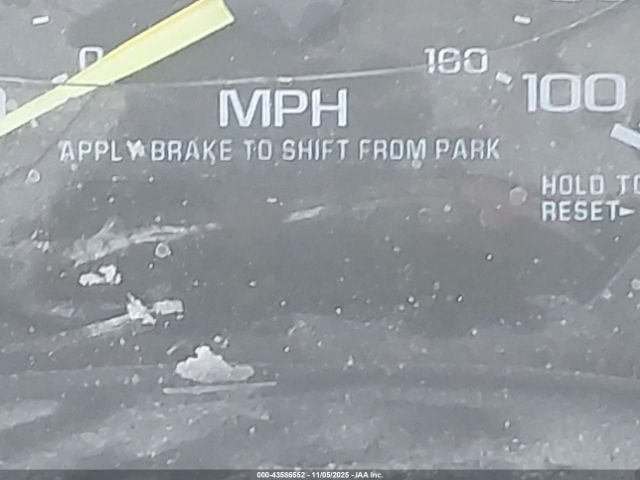 0
160
MPH
100
APPLY BRAKE TO SHIFT FROM PARK
HOLD TO
RESET
000-43586552 - 11/05/2025 - IAA Inc.